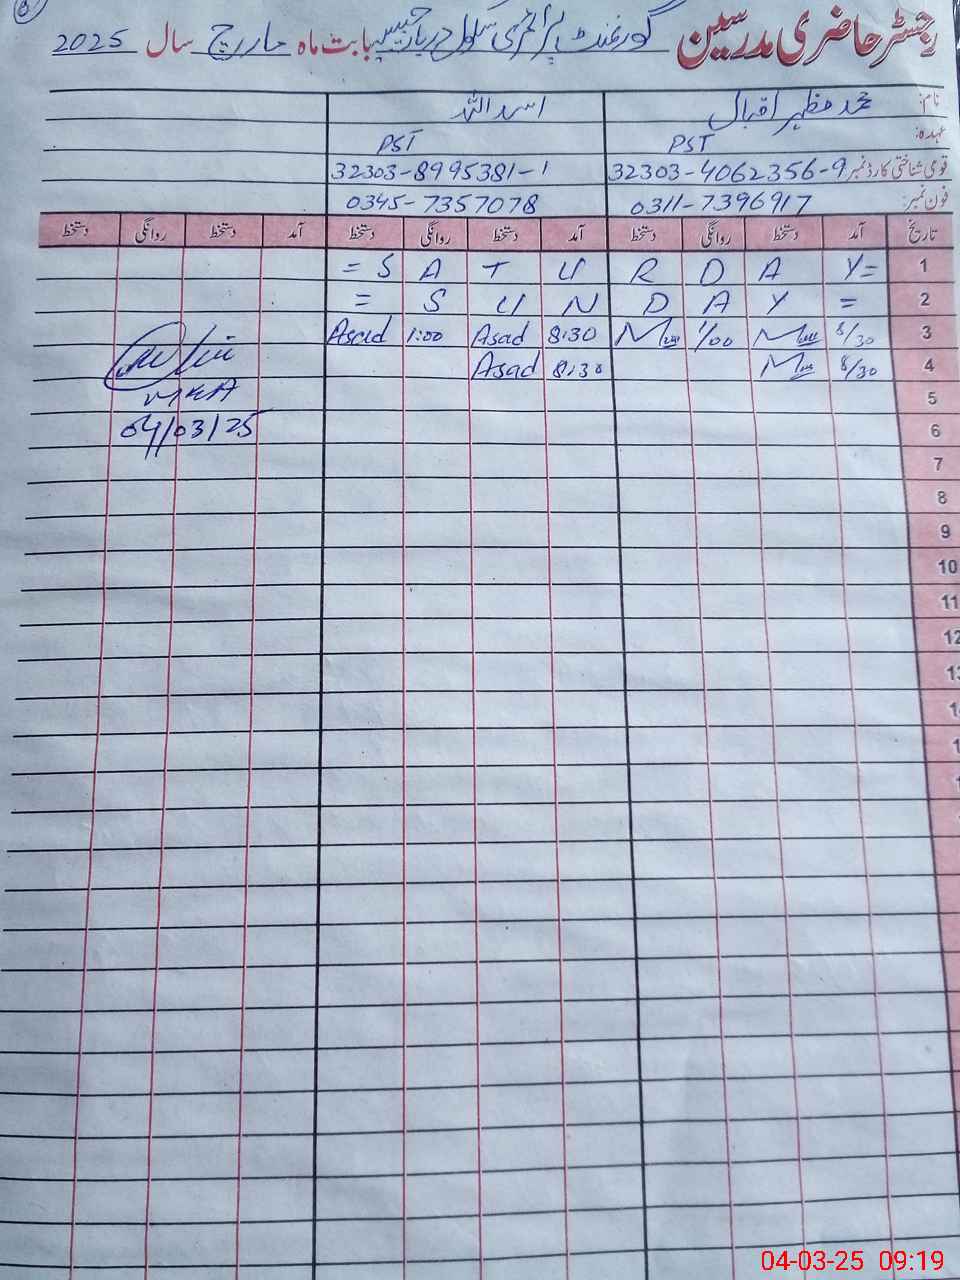 رجسٹر حاضری مدرسین گورنمنٹ پرائمری سکول دربار حبیب بابت ماہ مارچ سال 2025
نام: محمد مظہر اقبال اسد اللہ
عہدہ: PST PST
قومی شناختی کارڈ نمبر 32303-4062356-9 32303-8995381-1
فون نمبر: 0311-7396917 0345-7357078
تاریخ آمد دستخط روانگی دستخط آمد دستخط روانگی دستخط آمد دستخط روانگی دستخط
1 = S A T U R D A Y =
2 = S U N D A Y =
3 8/30 1/00 8:30 Asad 1:00 Asad
4 8/30 8:30 Asad
5
6 04/03/25
7
8
9
10
11
12
04-03-25 09:19